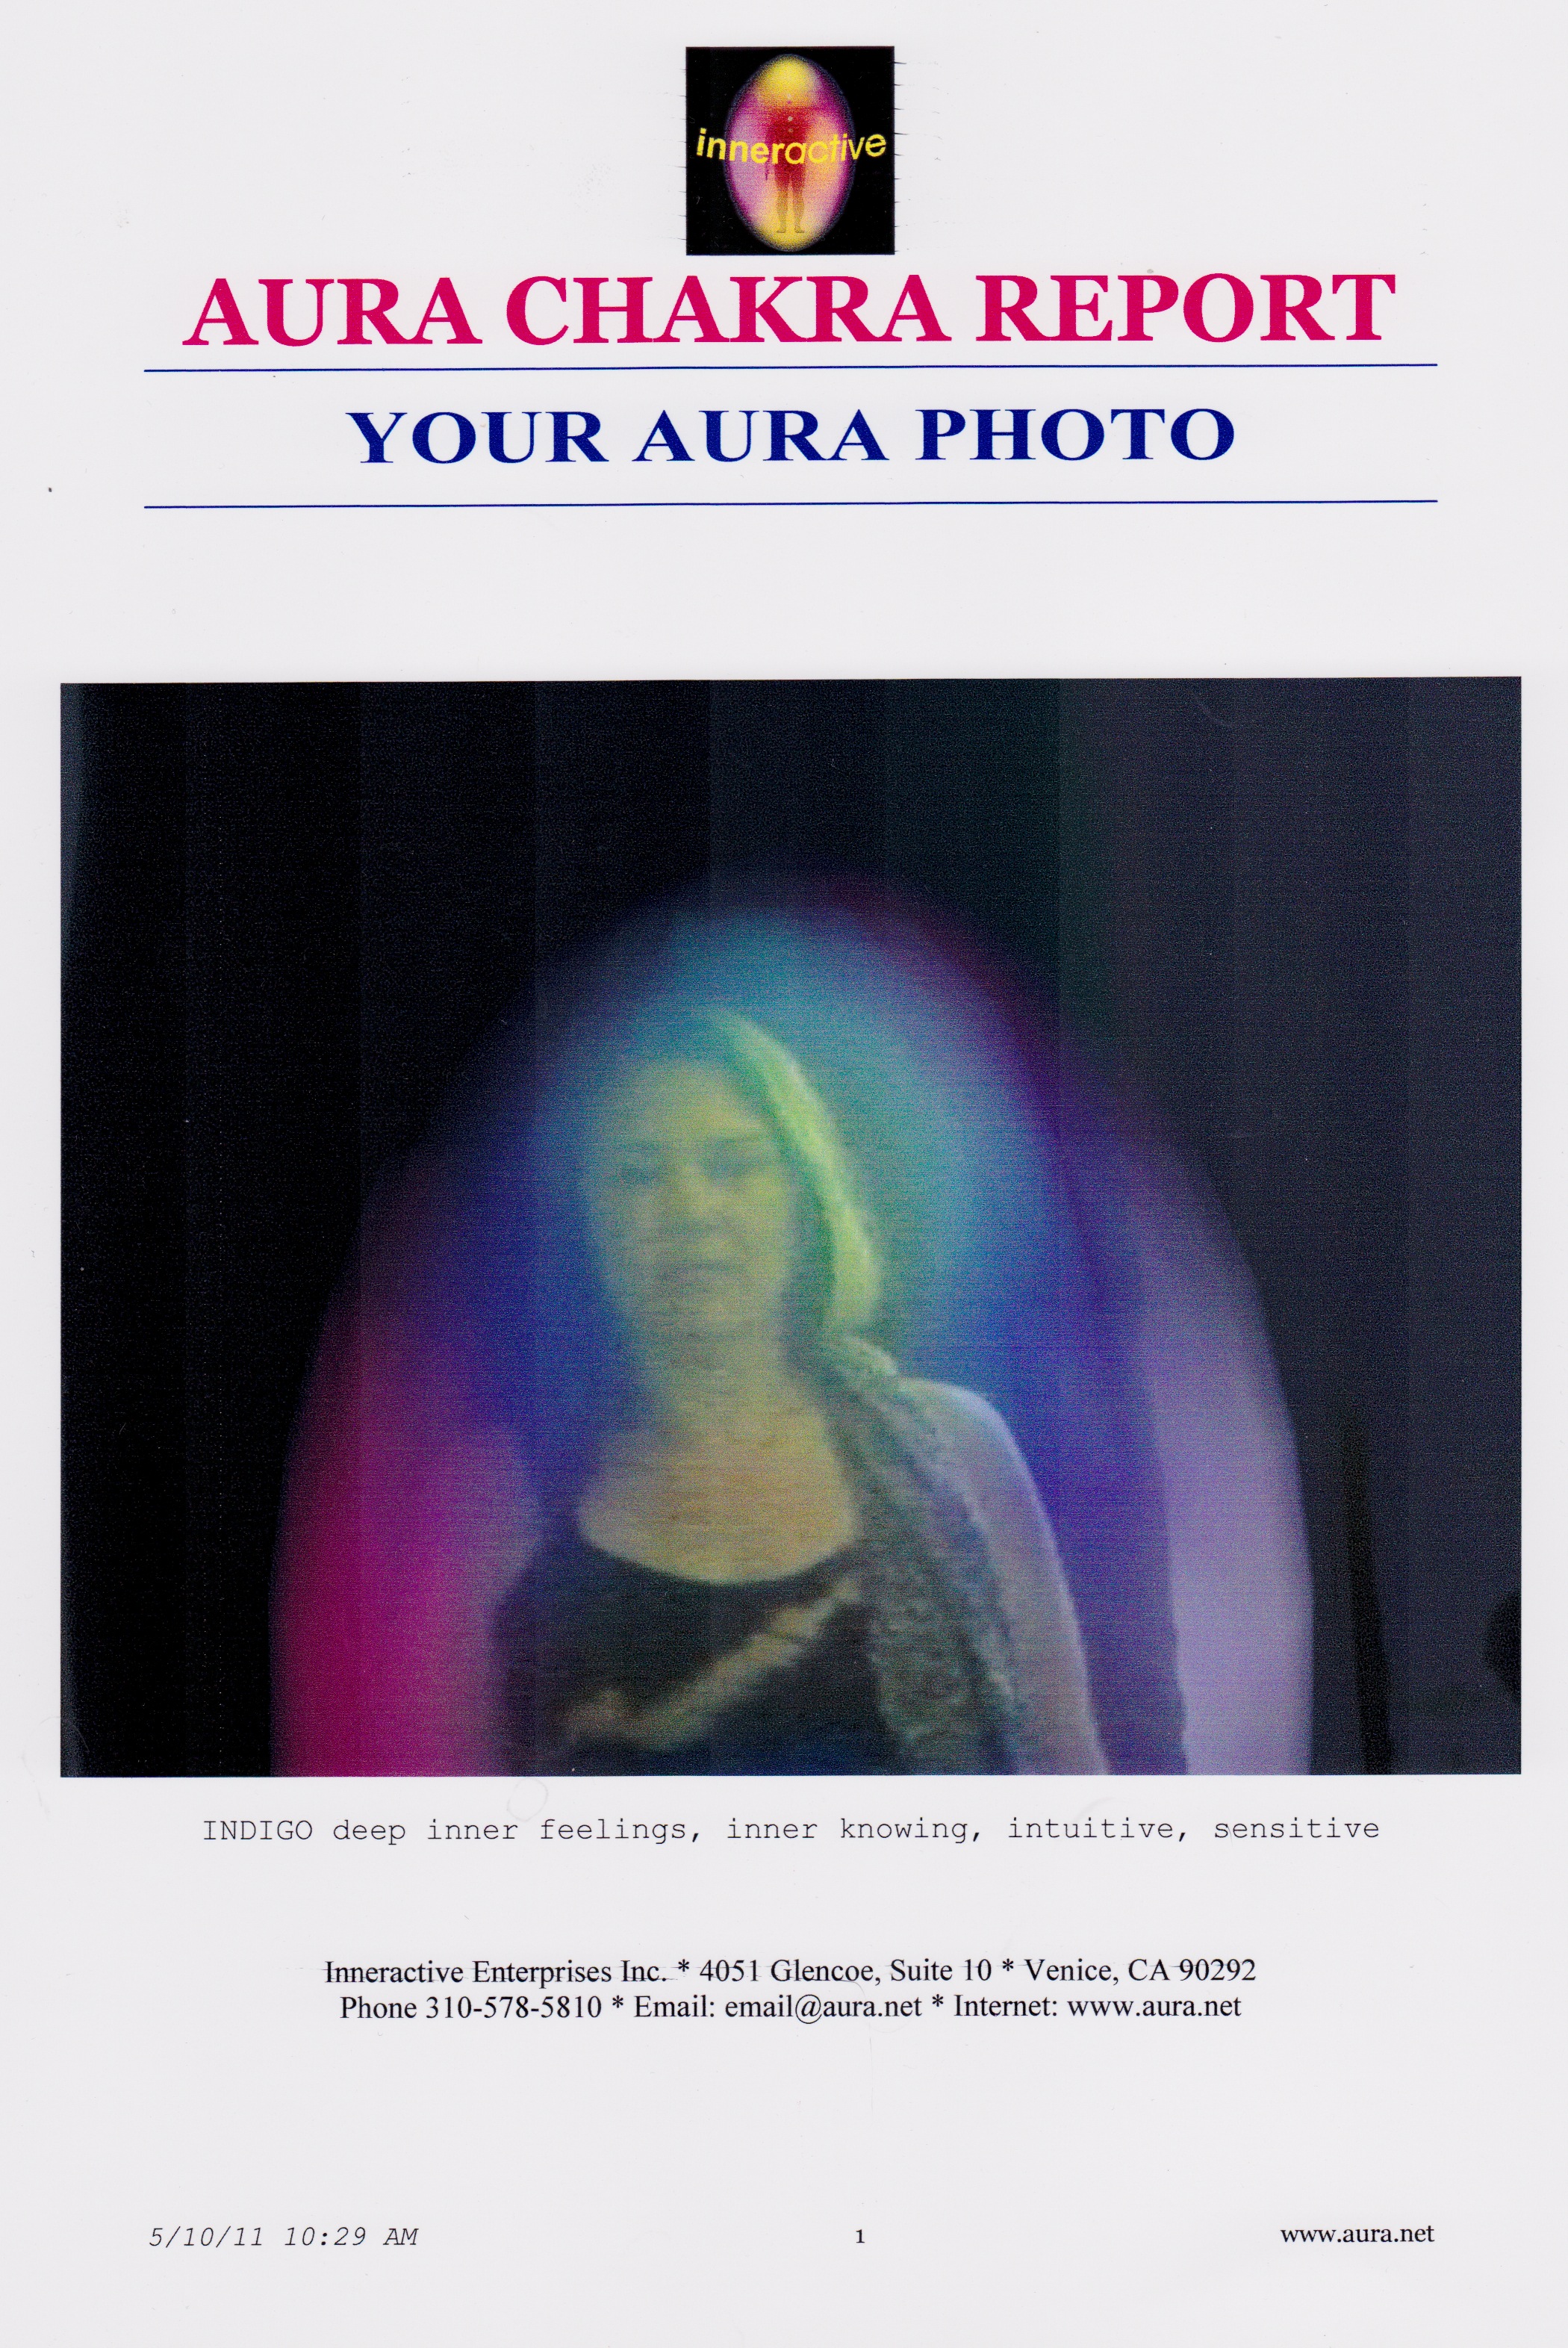 inneractive
AURA CHAKRA REPORT
YOUR AURA PHOTO
INDIGO deep inner feelings, inner knowing, intuitive, sensitive
Inneractive Enterprises Inc. * 4051 Glencoe, Suite 10 * Venice, CA 90292
Phone 310-578-5810 * Email: email@aura.net * Internet: www.aura.net
5/10/11 10:29 AM 1 www.aura.net